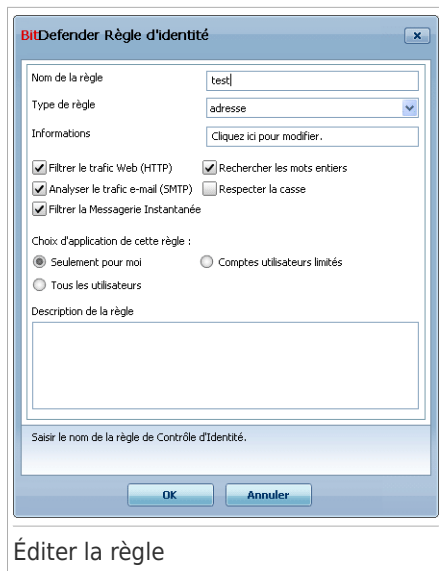 BitDefender Règle d'identité
Nom de la règle
test
Type de règle
adresse
Informations
Cliquez ici pour modifier.
Filtrer le trafic Web (HTTP)
Rechercher les mots entiers
Analyser le trafic e-mail (SMTP)
Respecter la casse
Filtrer la Messagerie Instantanée
Choix d'application de cette règle :
Seulement pour moi
Comptes utilisateurs limités
Tous les utilisateurs
Description de la règle
Saisir le nom de la règle de Contrôle d'Identité.
OK
Annuler
Éditer la règle